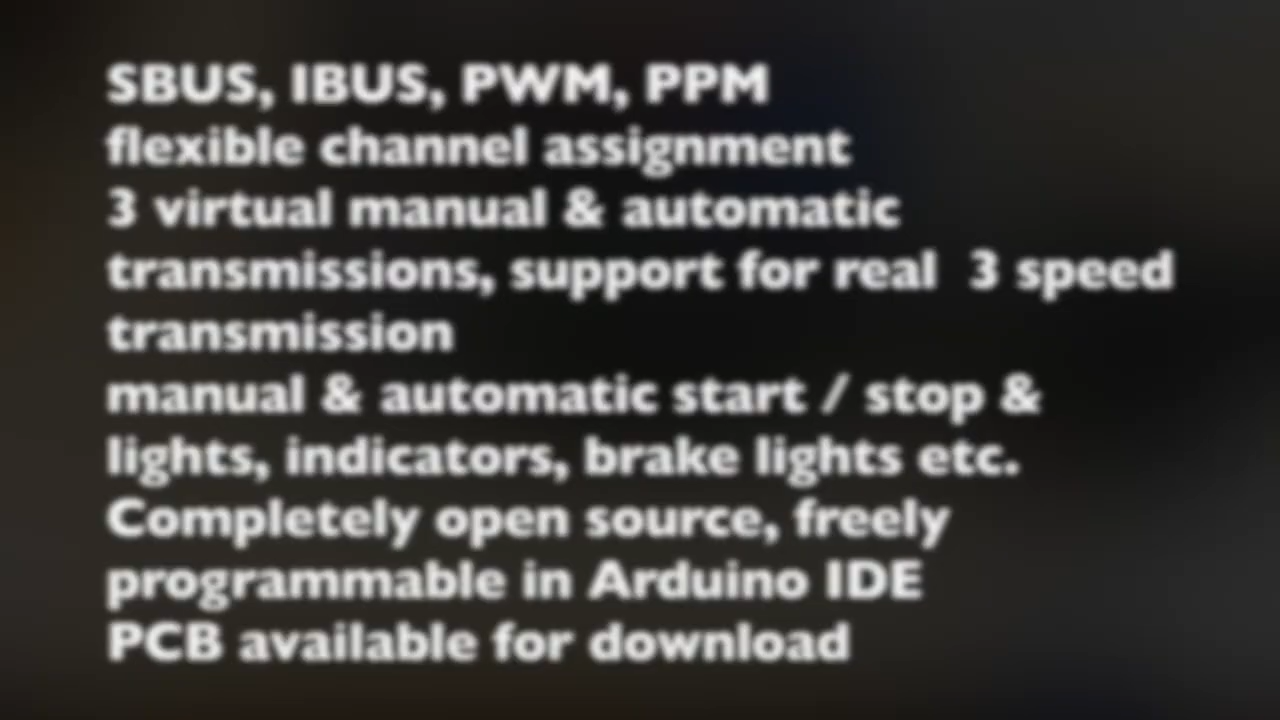 SBUS, IBUS, PWM, PPM
flexible channel assignment
3 virtual manual & automatic
transmissions, support for real  3 speed
transmission
manual & automatic start / stop &
lights, indicators, brake lights etc.
Completely open source, freely
programmable in Arduino IDE
PCB available for download